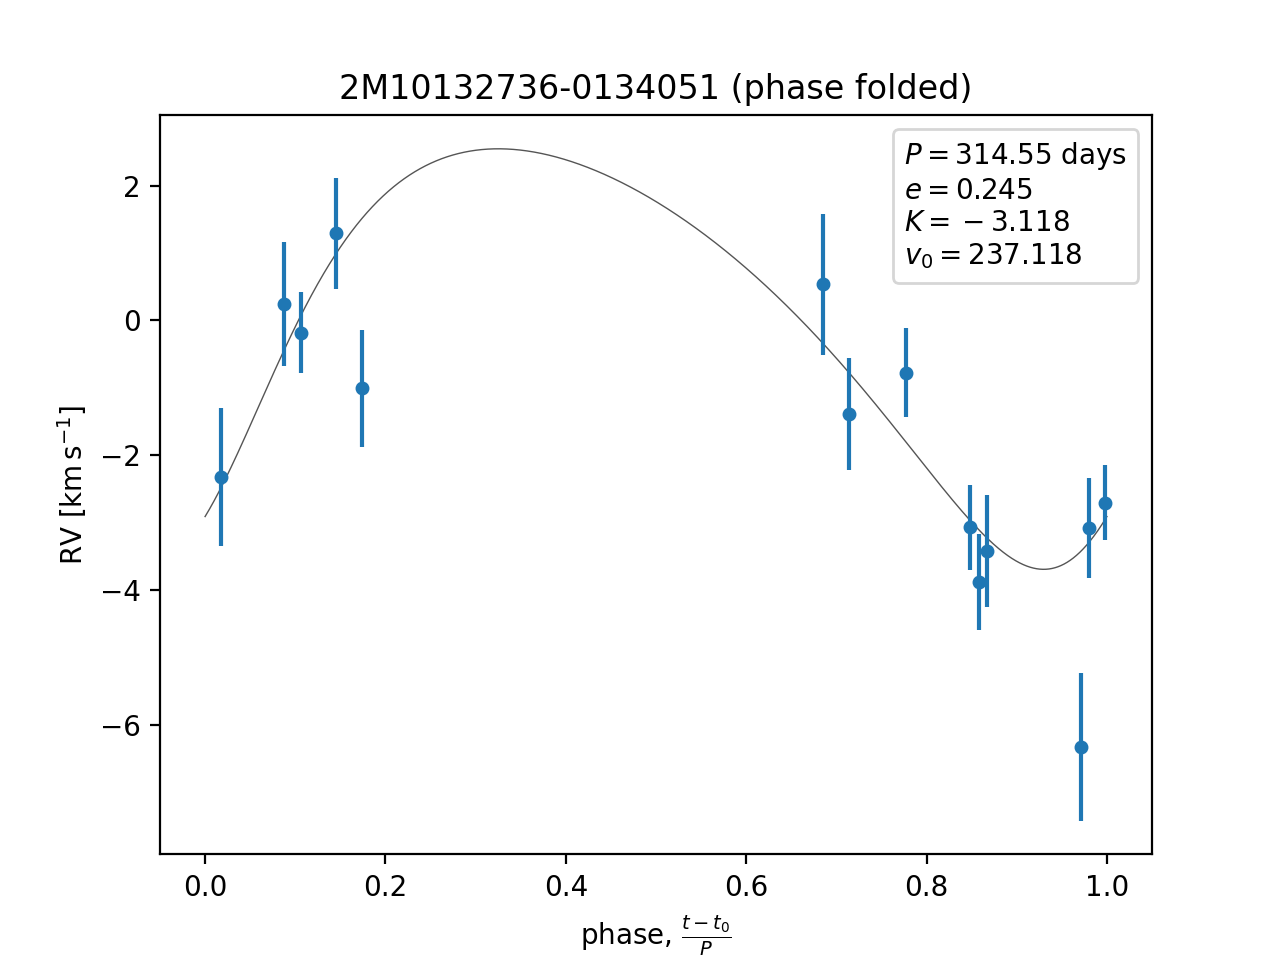 2M10132736-0134051 (phase folded)
P = 314.55 days
e = 0.245
K = −3.118
v₀ = 237.118
RV [km s⁻¹]
2
0
−2
−4
−6
0.0 0.2 0.4 0.6 0.8 1.0
phase, (t − t₀)/P